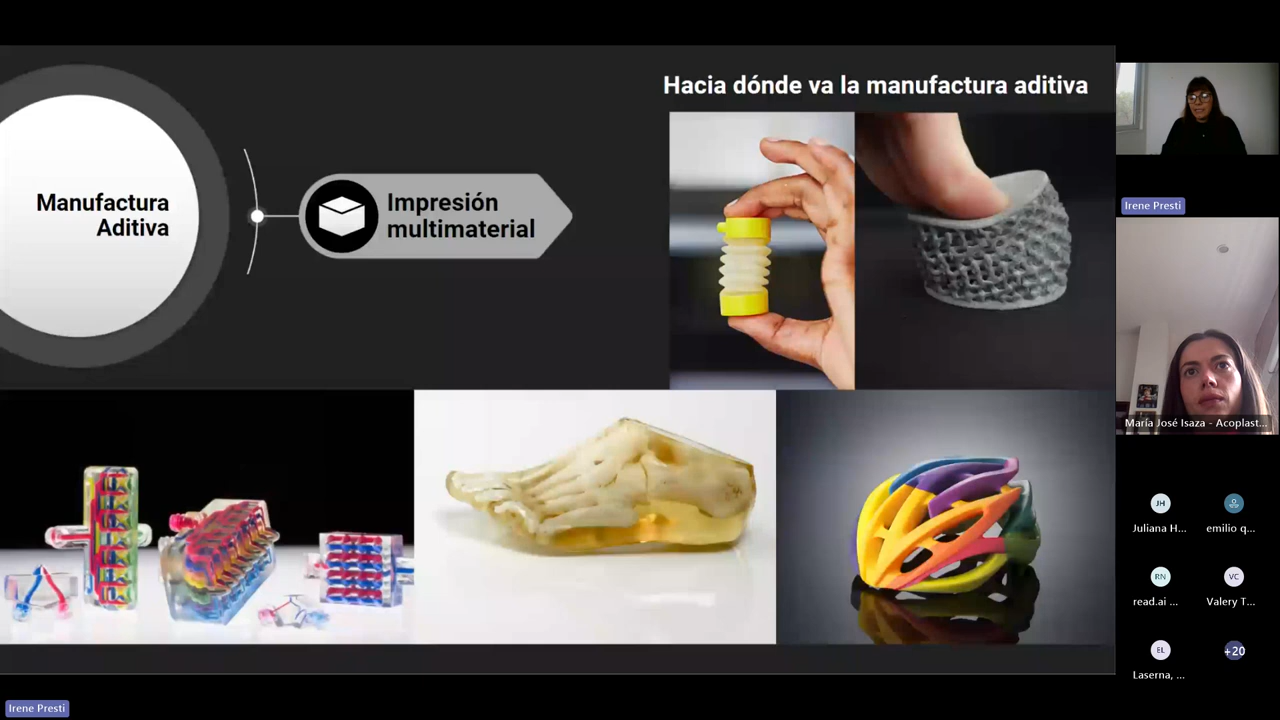 Hacia dónde va la manufactura aditiva
Manufactura
Aditiva
Impresión
multimaterial
Irene Presti
María José Isaza - Acoplast...
JH
Juliana H...
emilio q...
RN
read.ai ...
VC
Valery T...
EL
Laserna, ...
+20
Irene Presti